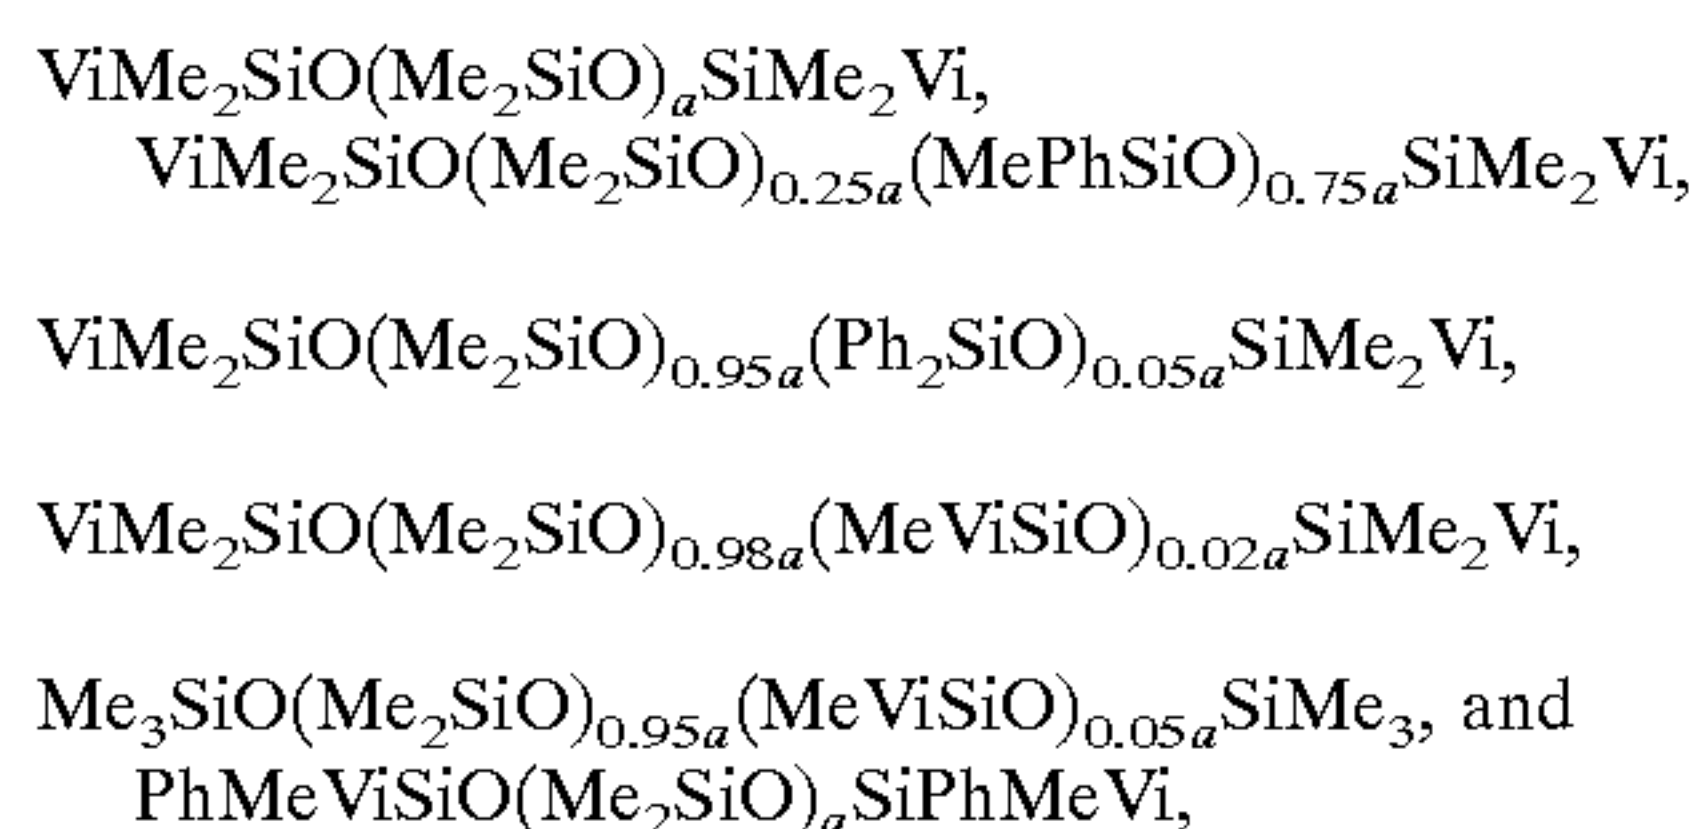 ViMe₂SiO(Me₂SiO)ₐSiMe₂Vi,
ViMe₂SiO(Me₂SiO)₀.₂₅ₐ(MePhSiO)₀.₇₅ₐSiMe₂Vi,
ViMe₂SiO(Me₂SiO)₀.₉₅ₐ(Ph₂SiO)₀.₀₅ₐSiMe₂Vi,
ViMe₂SiO(Me₂SiO)₀.₉₈ₐ(MeViSiO)₀.₀₂ₐSiMe₂Vi,
Me₃SiO(Me₂SiO)₀.₉₅ₐ(MeViSiO)₀.₀₅ₐSiMe₃, and
PhMeViSiO(Me₂SiO)ₐSiPhMeVi,